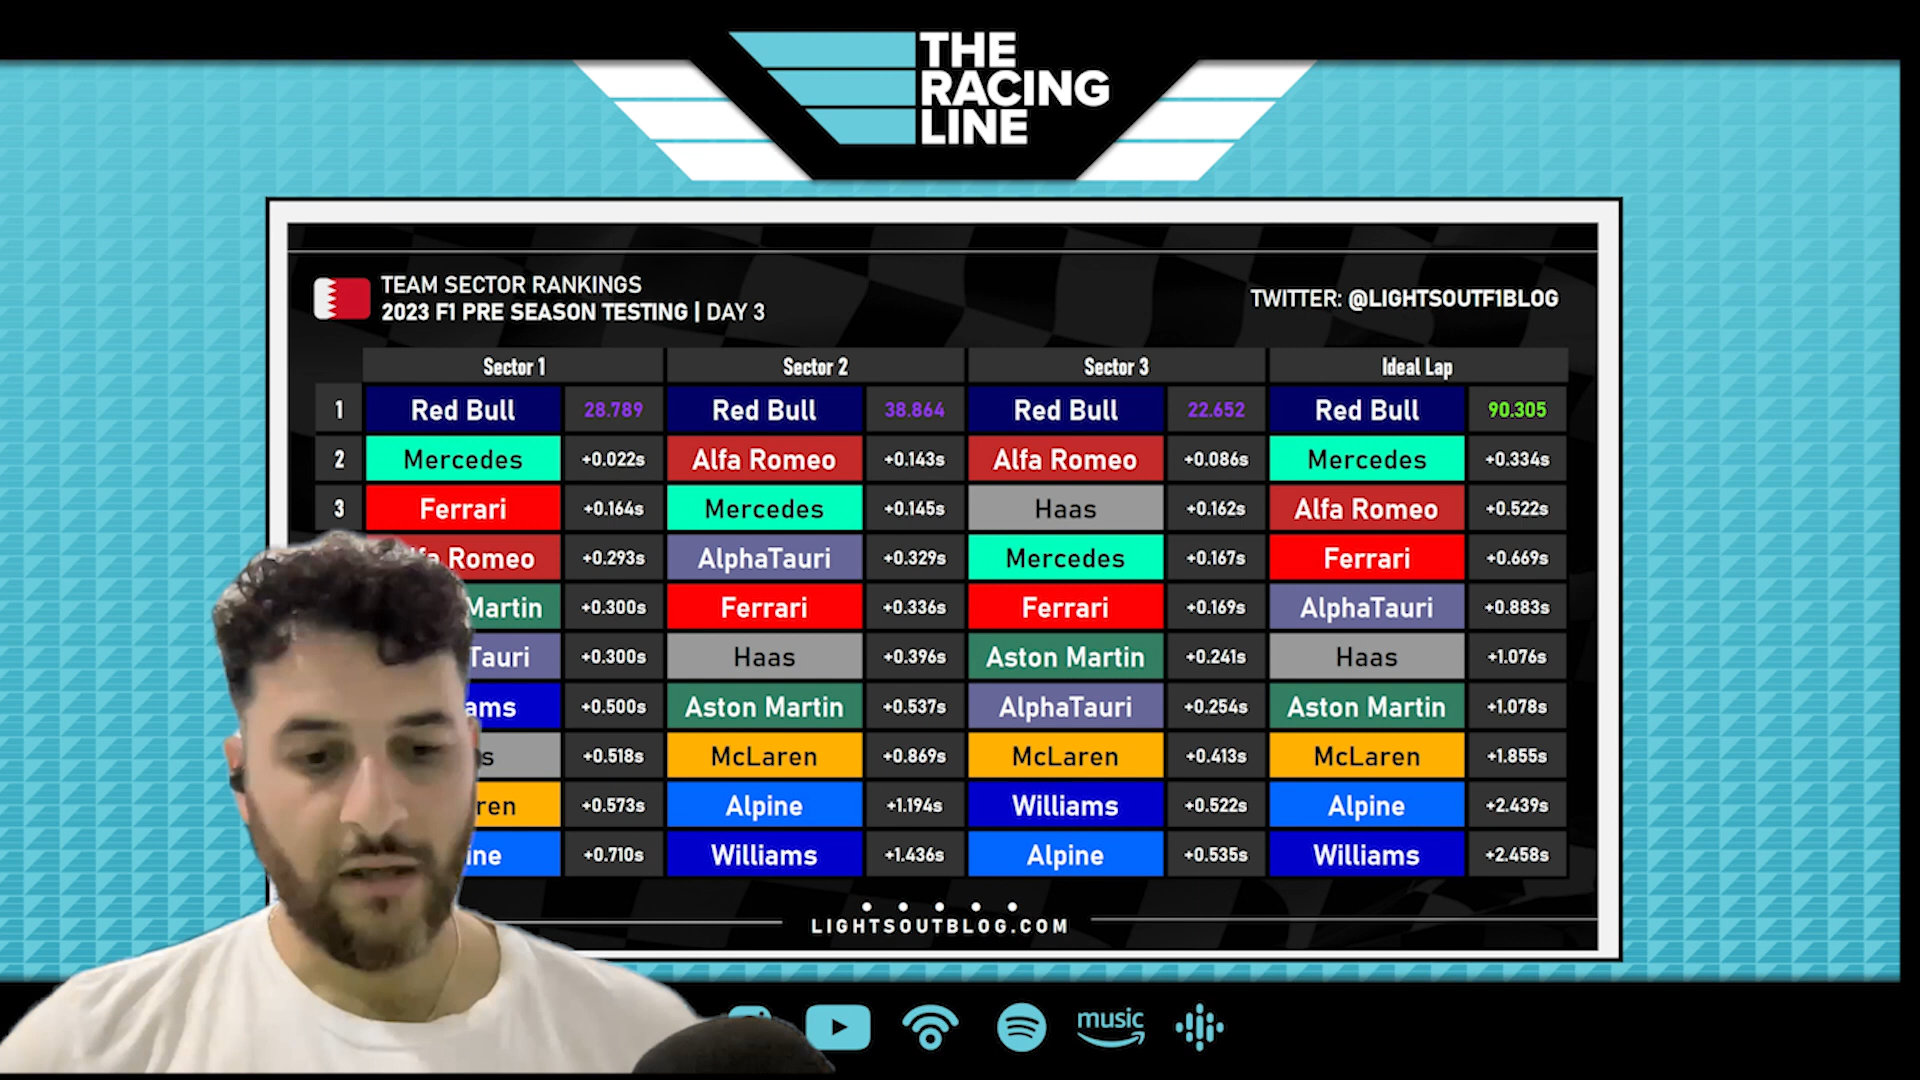 THE
RACING
LINE
TEAM SECTOR RANKINGS
2023 F1 PRE SEASON TESTING | DAY 3
TWITTER: @LIGHTSOUTF1BLOG
Sector 1 Sector 2 Sector 3 Ideal Lap
1 Red Bull 28.789 Red Bull 38.864 Red Bull 22.652 Red Bull 90.305
2 Mercedes +0.022s Alfa Romeo +0.143s Alfa Romeo +0.086s Mercedes +0.334s
3 Ferrari +0.164s Mercedes +0.145s Haas +0.162s Alfa Romeo +0.522s
Romeo +0.293s AlphaTauri +0.329s Mercedes +0.167s Ferrari +0.669s
Martin +0.300s Ferrari +0.336s Ferrari +0.169s AlphaTauri +0.883s
Tauri +0.300s Haas +0.396s Aston Martin +0.241s Haas +1.076s
ams +0.500s Aston Martin +0.537s AlphaTauri +0.254s Aston Martin +1.078s
s +0.518s McLaren +0.869s McLaren +0.413s McLaren +1.855s
ren +0.573s Alpine +1.194s Williams +0.522s Alpine +2.439s
ine +0.710s Williams +1.436s Alpine +0.535s Williams +2.458s
LIGHTSOUTBLOG.COM
music